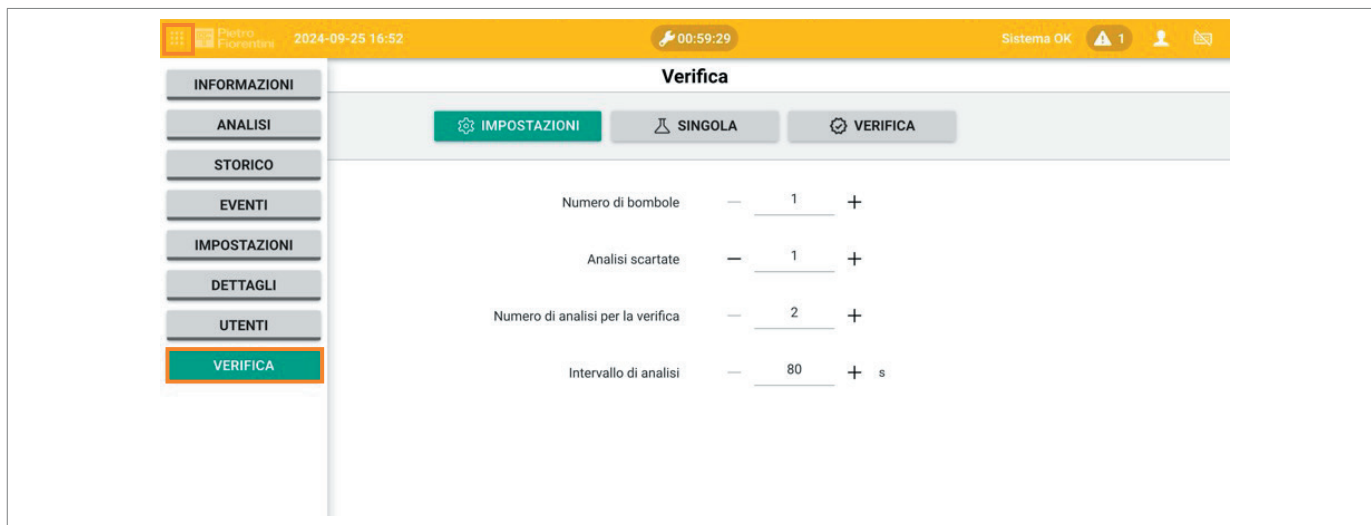 Pietro
Fiorentini
2024-09-25 16:52
00:59:29
Sistema OK
1
Verifica
INFORMAZIONI
ANALISI
STORICO
EVENTI
IMPOSTAZIONI
DETTAGLI
UTENTI
VERIFICA
IMPOSTAZIONI
SINGOLA
VERIFICA
Numero di bombole — 1 +
Analisi scartate — 1 +
Numero di analisi per la verifica — 2 +
Intervallo di analisi — 80 + s